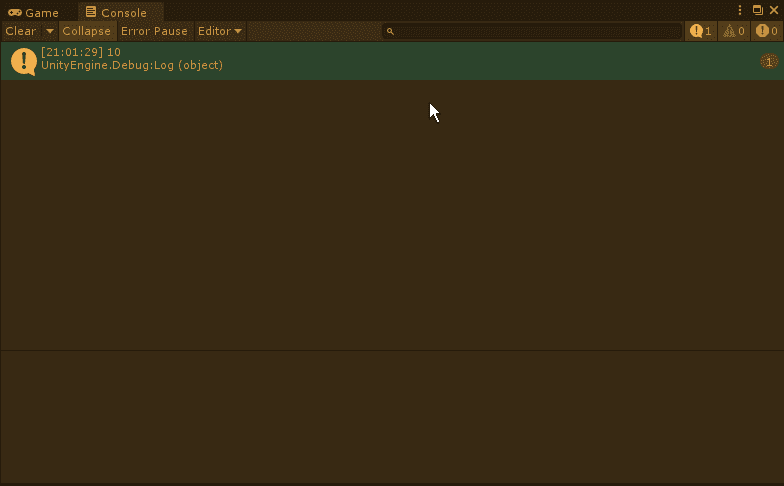 Game Console
Clear Collapse Error Pause Editor 1 0 0
[21:01:29] 10
UnityEngine.Debug:Log (object)
1